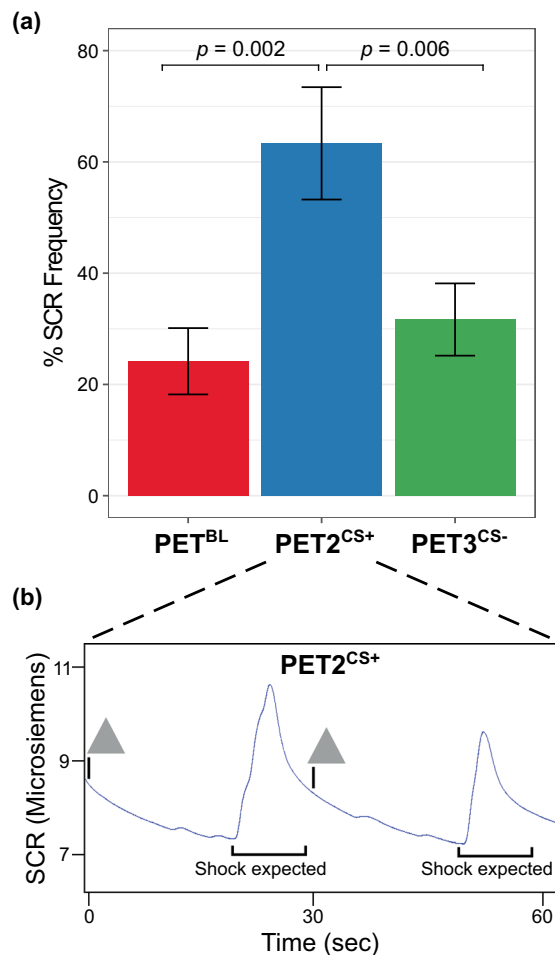 (a)
80
p = 0.002 p = 0.006
60
% SCR Frequency
40
20
0
PET^BL PET2^CS+ PET3^CS-
(b)
PET2^CS+
11
9
7
SCR (Microsiemens)
Shock expected Shock expected
0 30 60
Time (sec)